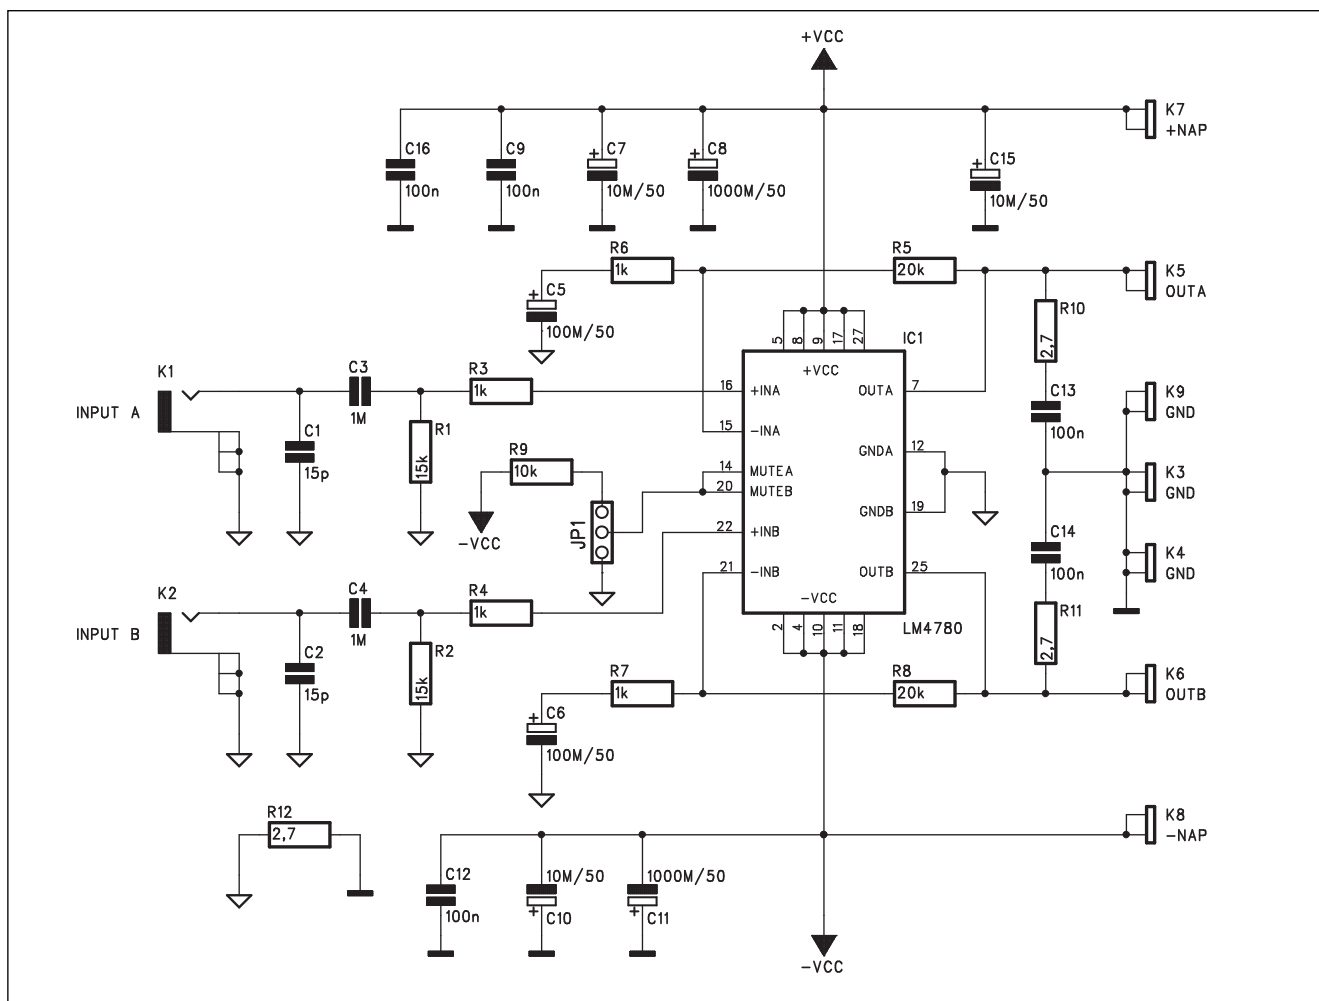 +VCC
K7
+NAP
C16
100n
C9
100n
+
C7
10M/50
+
C8
1000M/50
+
C15
10M/50
R6
1k
R5
20k
K5
OUTA
+
C5
100M/50
R10
2,7
5
8
9
17
27
IC1
+VCC
K1
INPUT A
C3
1M
R3
1k
16
+INA
OUTA
7
C13
100n
K9
GND
C1
15p
R1
15k
15
-INA
R9
10k
14
MUTEA
20
MUTEB
GNDA
12
K3
GND
-VCC
JP1
22
+INB
GNDB
19
C14
100n
K4
GND
21
-INB
OUTB
25
K2
INPUT B
C4
1M
R4
1k
-VCC
LM4780
2
4
10
11
18
R11
2,7
C2
15p
R2
15k
R7
1k
R8
20k
K6
OUTB
+
C6
100M/50
R12
2,7
K8
-NAP
C12
100n
10M/50
+
C10
1000M/50
+
C11
-VCC